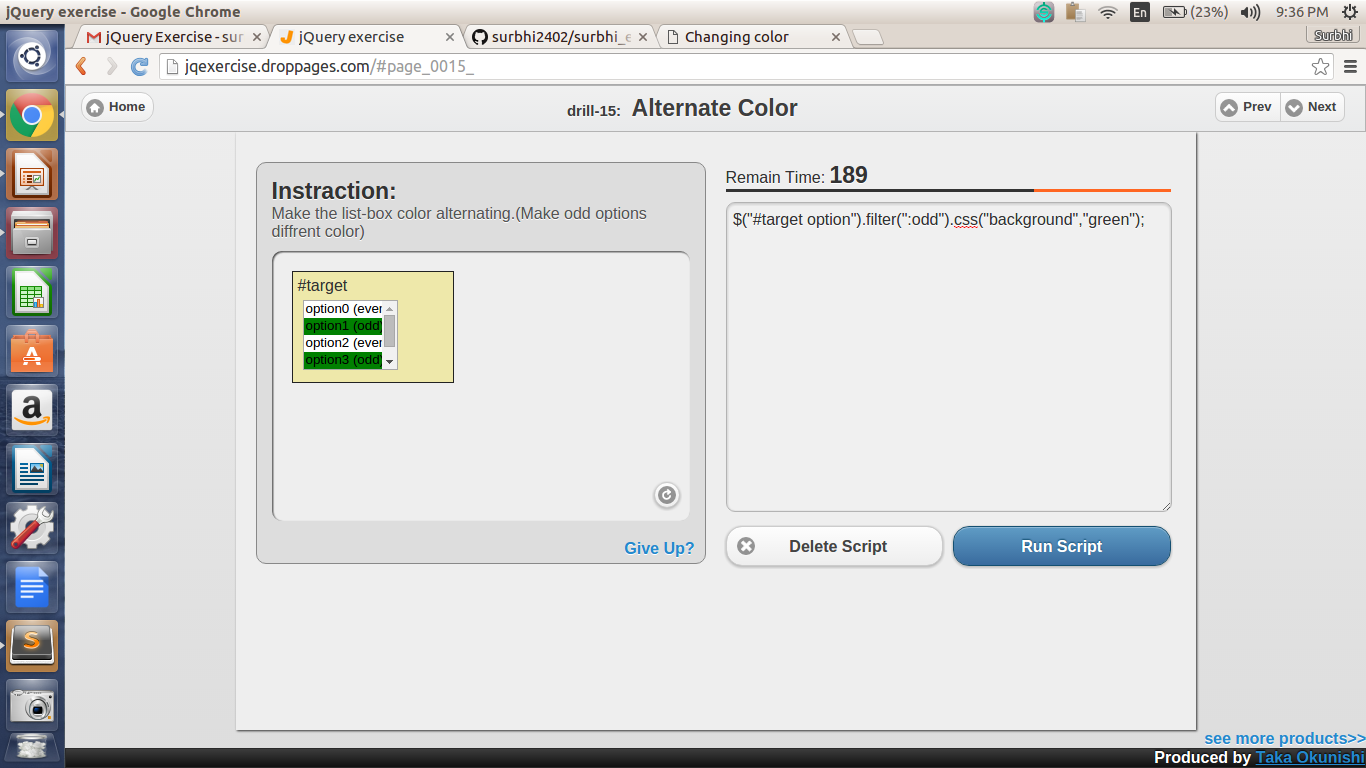 jQuery exercise - Google Chrome
En
(23%)
9:36 PM
jQuery Exercise - sur
jQuery exercise
surbhi2402/surbhi_e
Changing color
Surbhi
jqexercise.droppages.com/#page_0015_
Home
drill-15: Alternate Color
Prev
Next
Instraction:
Make the list-box color alternating.(Make odd options
diffrent color)
#target
option0 (ever
option1 (odd)
option2 (ever
option3 (odd)
Give Up?
Remain Time: 189
$("#target option").filter(":odd").css("background","green");
Delete Script
Run Script
see more products>>
Produced by Taka Okunishi